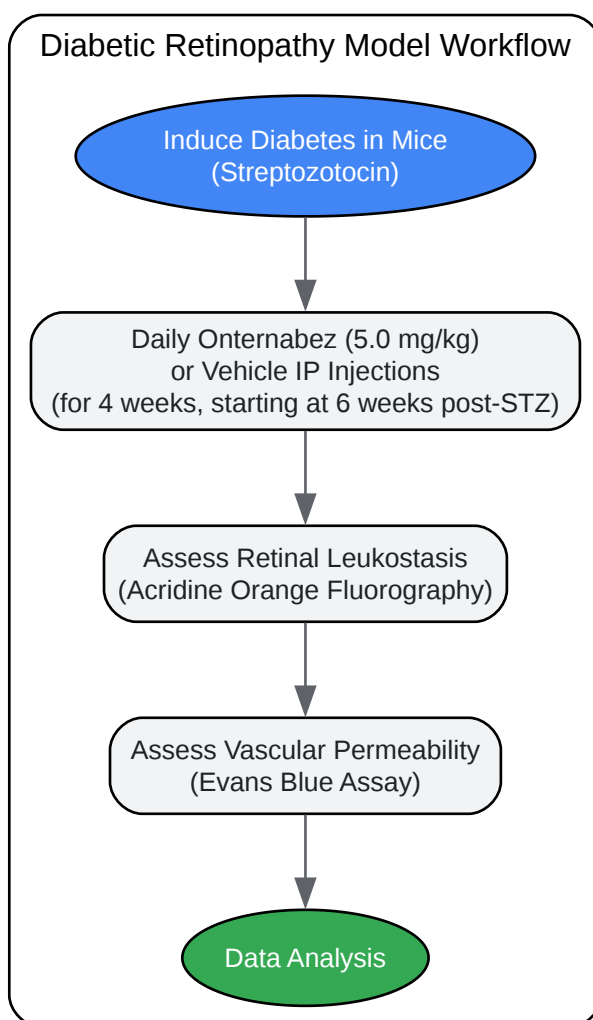 Diabetic Retinopathy Model Workflow
Induce Diabetes in Mice
(Streptozotocin)
Daily Onternabez (5.0 mg/kg)
or Vehicle IP Injections
(for 4 weeks, starting at 6 weeks post-STZ)
Assess Retinal Leukostasis
(Acridine Orange Fluorography)
Assess Vascular Permeability
(Evans Blue Assay)
Data Analysis